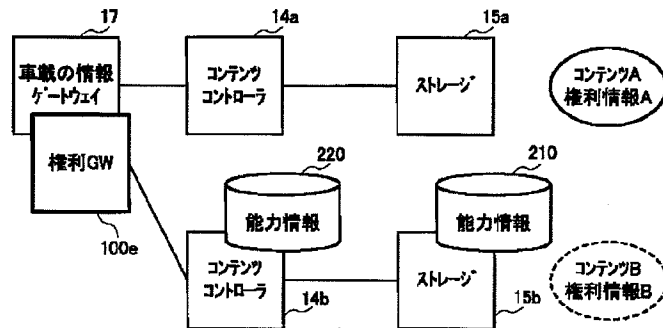 17
14a
15a
車載の情報
ゲートウェイ
コンテンツ
コントローラ
ストレージ
コンテンツA
権利情報A
権利GW
100e
220
210
能力情報
能力情報
コンテンツ
コントローラ
ストレージ
コンテンツB
権利情報B
14b
15b